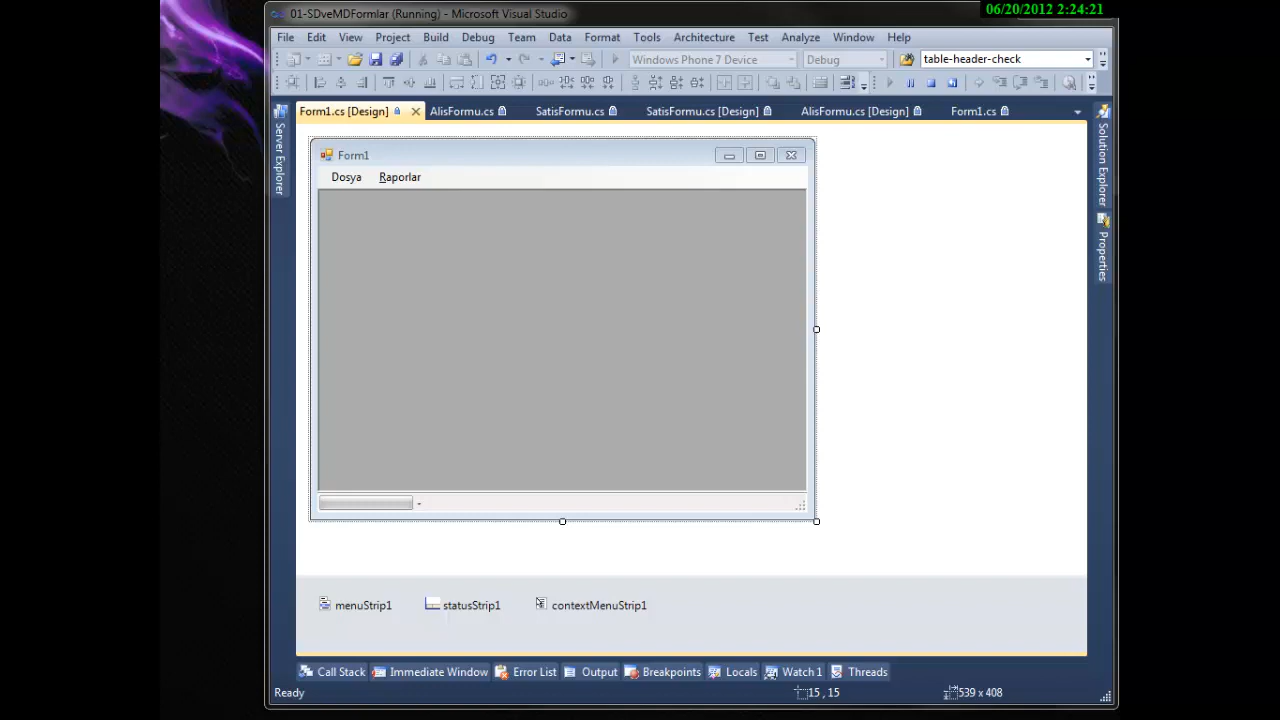 06/20/2012 2:24:21
01-SDveMDFormlar (Running) - Microsoft Visual Studio
File Edit View Project Build Debug Team Data Format Tools Architecture Test Analyze Window Help
Windows Phone 7 Device Debug table-header-check
Form1.cs [Design] AlisFormu.cs SatisFormu.cs SatisFormu.cs [Design] AlisFormu.cs [Design] Form1.cs
Server Explorer
Solution Explorer
Properties
Form1
Dosya Raporlar
menuStrip1 statusStrip1 contextMenuStrip1
Call Stack Immediate Window Error List Output Breakpoints Locals Watch 1 Threads
Ready 15 , 15 539 x 408